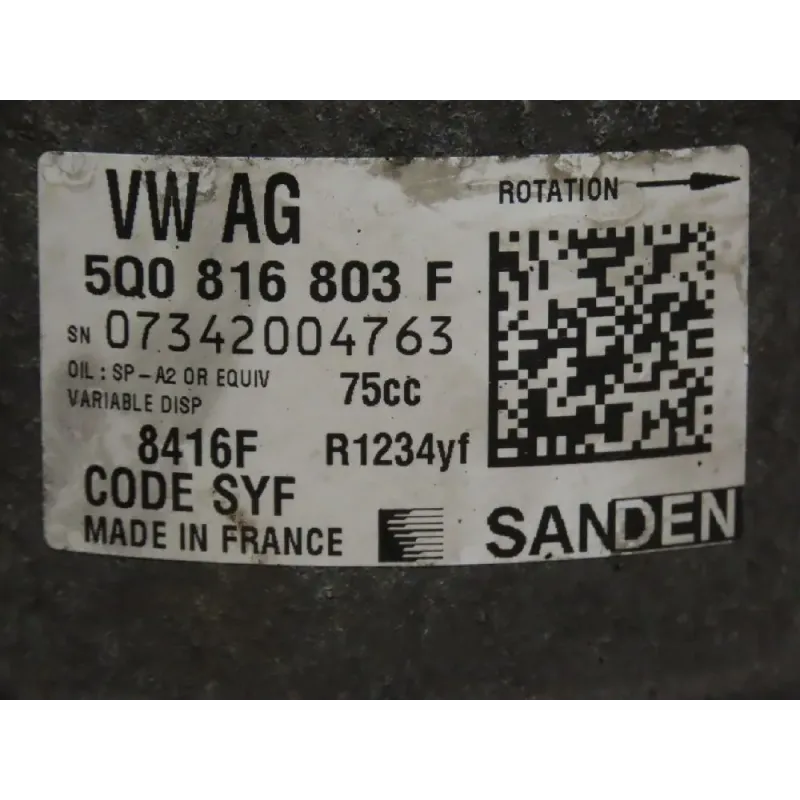 VW AG
ROTATION
5Q0 816 803 F
SN 07342004763
OIL : SP-A2 OR EQUIV 75cc
VARIABLE DISP
8416F R1234yf
CODE SYF
MADE IN FRANCE
SANDEN